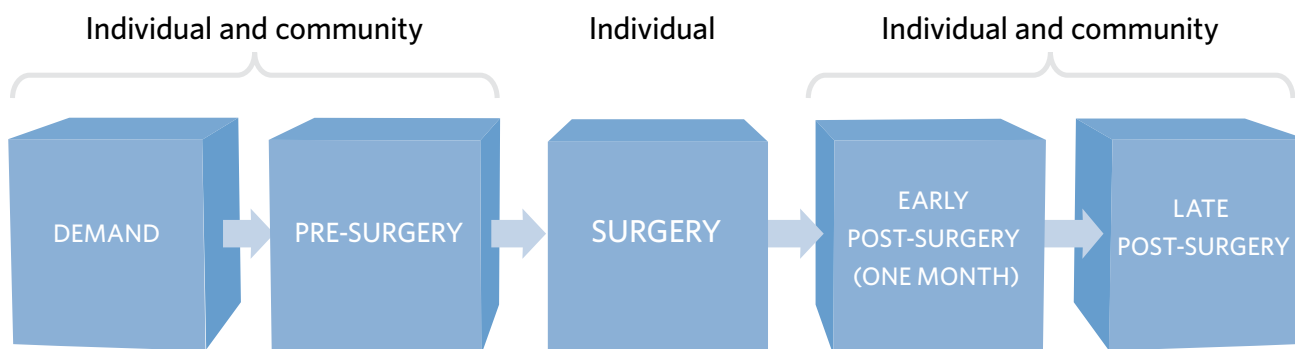 Individual and community
Individual
Individual and community
DEMAND
PRE-SURGERY
SURGERY
EARLY
POST-SURGERY
(ONE MONTH)
LATE
POST-SURGERY